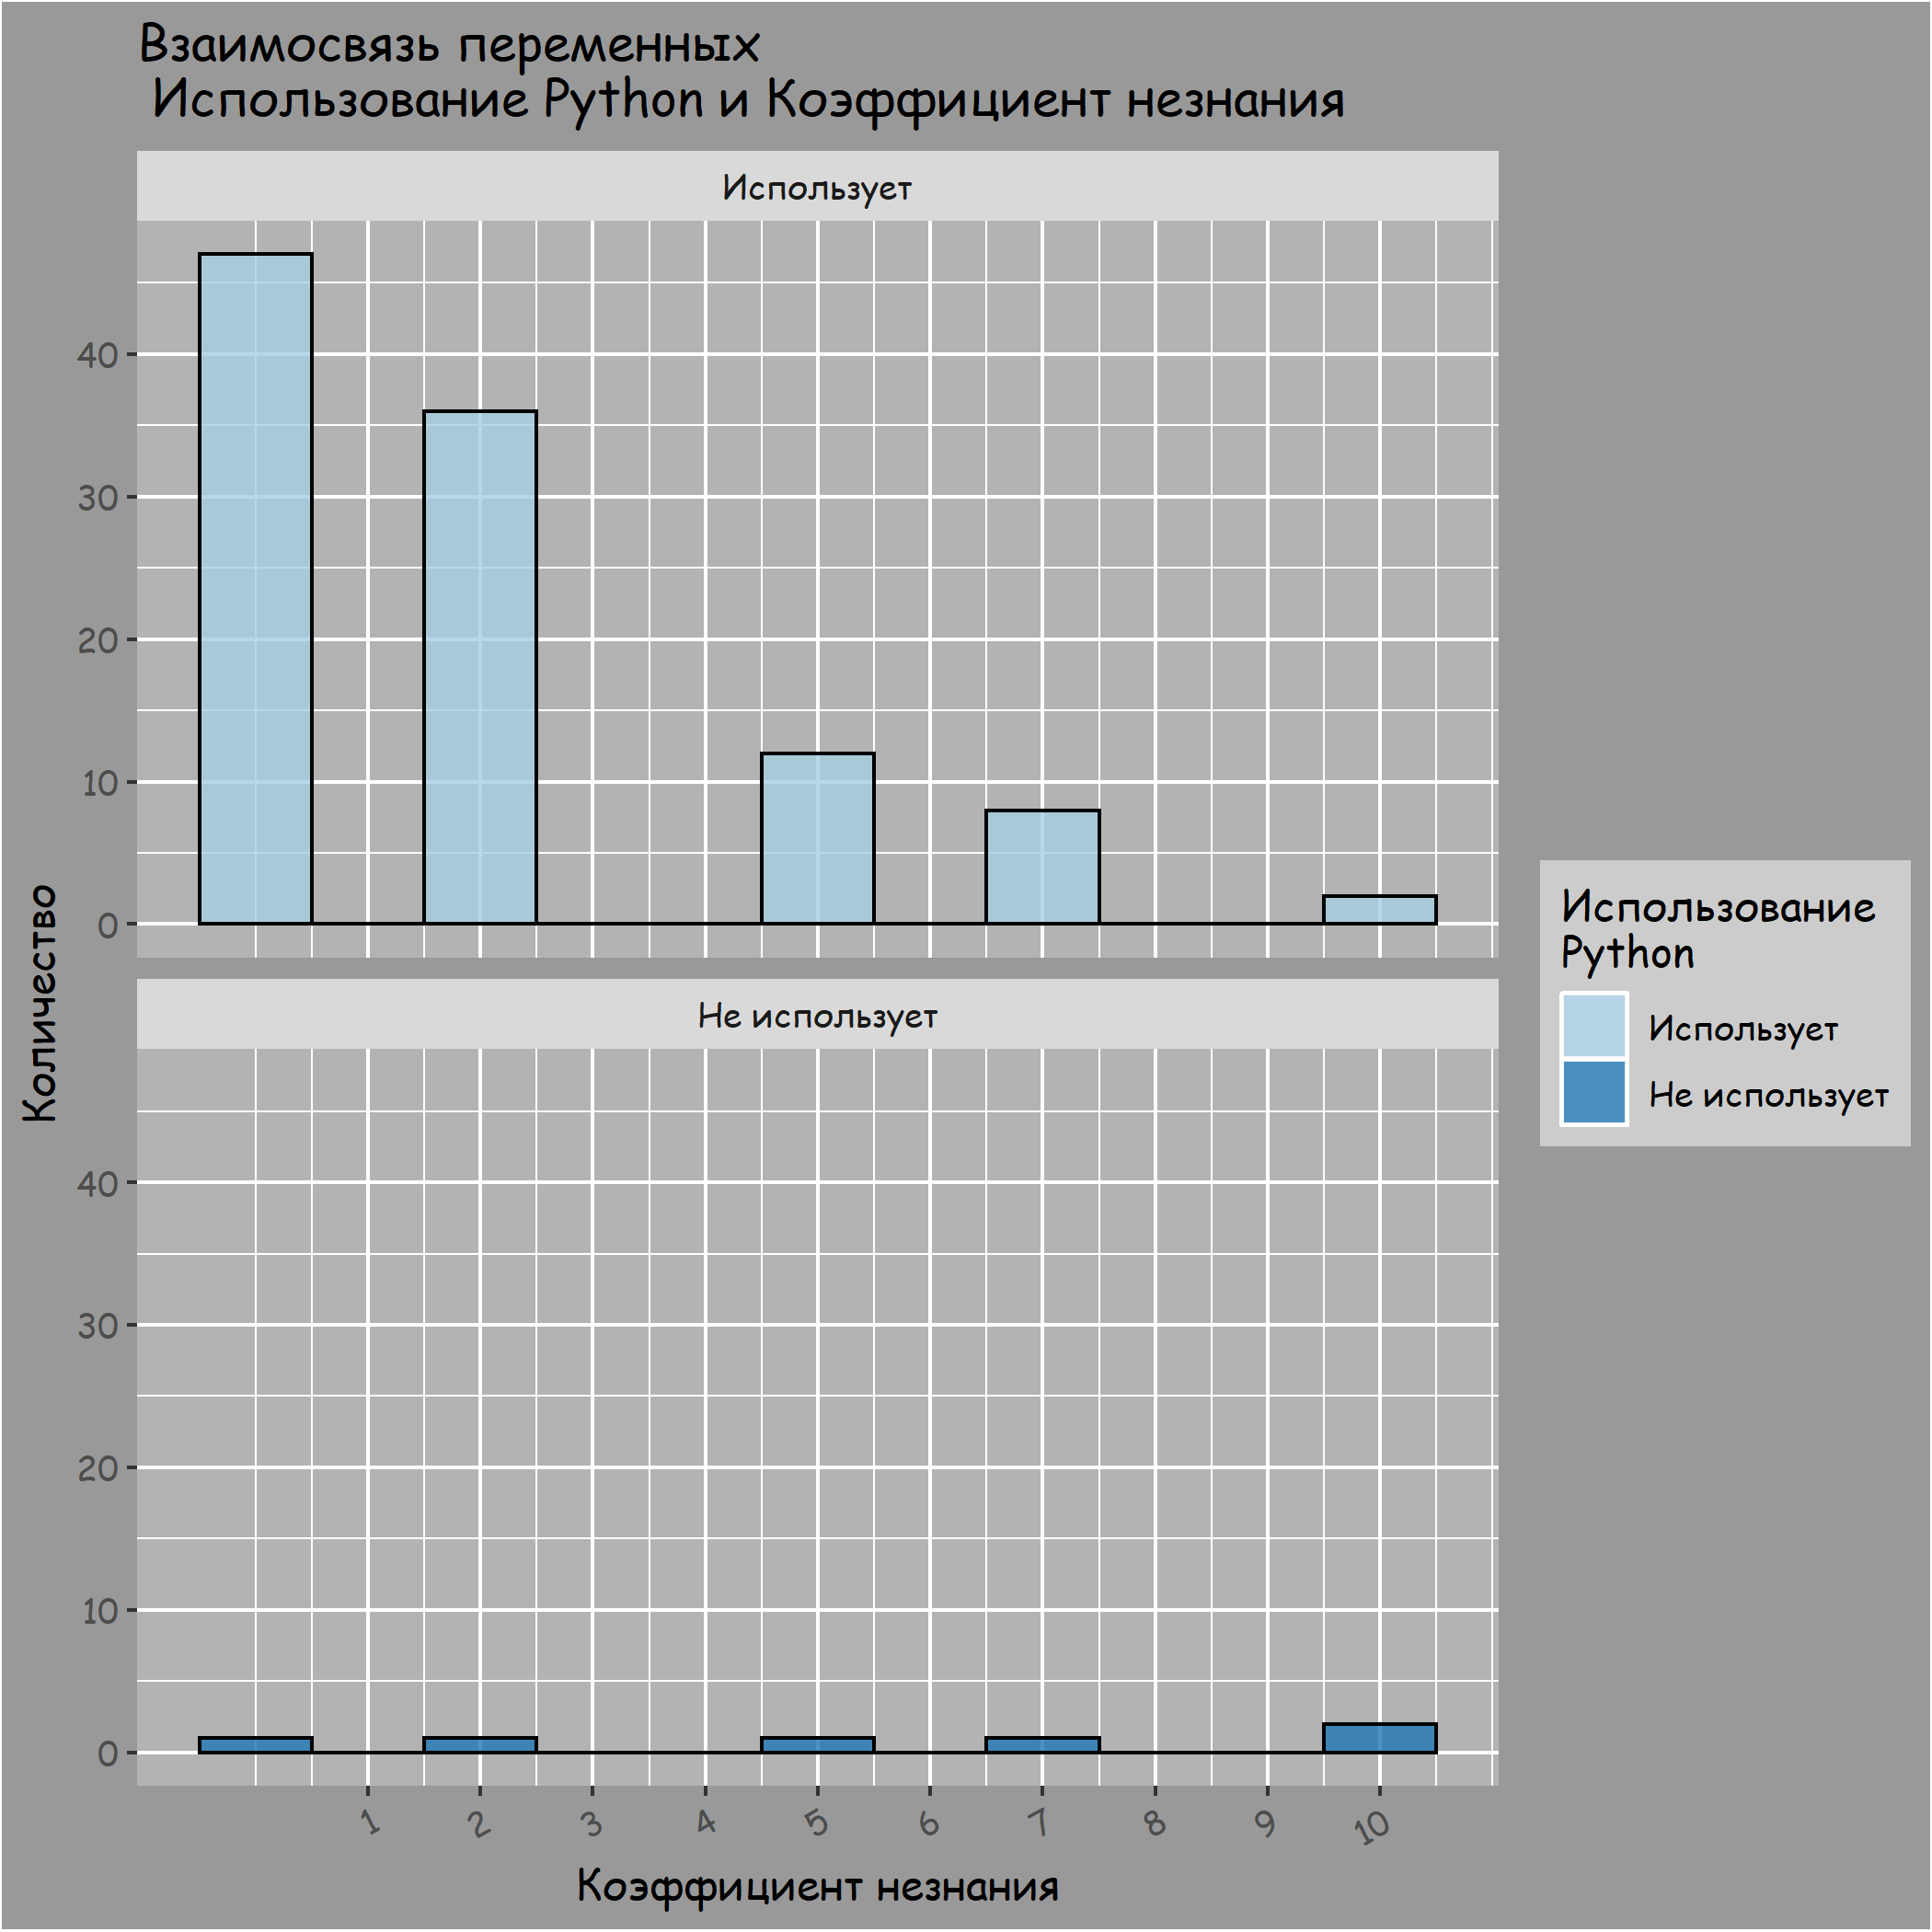 Взаимосвязь переменных
Использование Python и Коэффициент незнания
Использует
40
30
20
10
0
Не использует
40
30
20
10
0
1 2 3 4 5 6 7 8 9 10
Коэффициент незнания
Количество
Использование
Python
Использует
Не использует